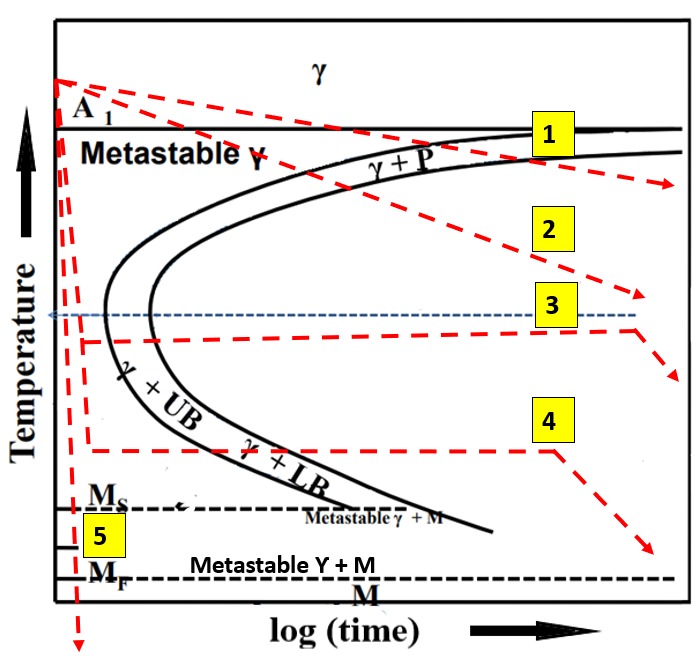 γ
A 1
Metastable γ
γ + P
1
2
3
γ + UB
4
γ + LB
MS
Metastable γ + M
5
Metastable ϒ + M
MF
M
Temperature
log (time)